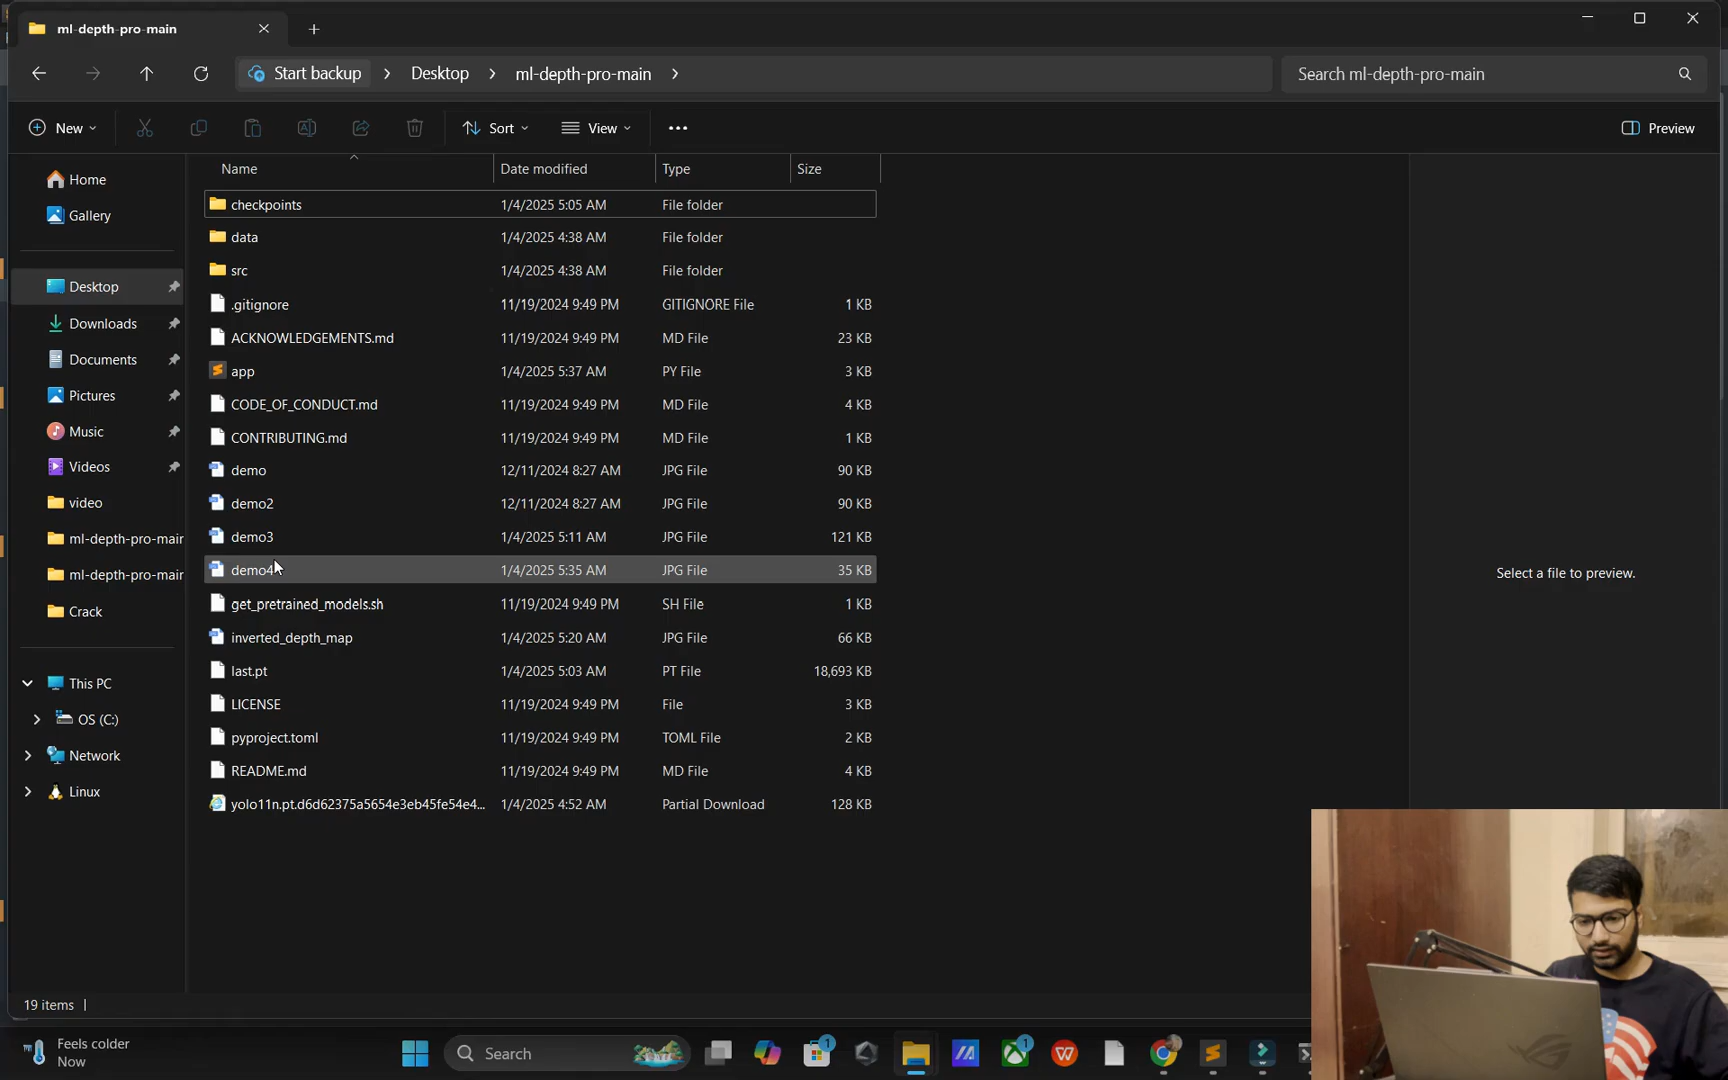 ml-depth-pro-main
Start backup > Desktop > ml-depth-pro-main >
Search ml-depth-pro-main
New
Sort
View
Preview
Name Date modified Type Size
Home
Gallery
Desktop
Downloads
Documents
Pictures
Music
Videos
video
ml-depth-pro-mair
ml-depth-pro-mair
Crack
This PC
OS (C:)
Network
Linux
checkpoints 1/4/2025 5:05 AM File folder
data 1/4/2025 4:38 AM File folder
src 1/4/2025 4:38 AM File folder
.gitignore 11/19/2024 9:49 PM GITIGNORE File 1 KB
ACKNOWLEDGEMENTS.md 11/19/2024 9:49 PM MD File 23 KB
app 1/4/2025 5:37 AM PY File 3 KB
CODE_OF_CONDUCT.md 11/19/2024 9:49 PM MD File 4 KB
CONTRIBUTING.md 11/19/2024 9:49 PM MD File 1 KB
demo 12/11/2024 8:27 AM JPG File 90 KB
demo2 12/11/2024 8:27 AM JPG File 90 KB
demo3 1/4/2025 5:11 AM JPG File 121 KB
demo4 1/4/2025 5:35 AM JPG File 35 KB
get_pretrained_models.sh 11/19/2024 9:49 PM SH File 1 KB
inverted_depth_map 1/4/2025 5:20 AM JPG File 66 KB
last.pt 1/4/2025 5:03 AM PT File 18,693 KB
LICENSE 11/19/2024 9:49 PM File 3 KB
pyproject.toml 11/19/2024 9:49 PM TOML File 2 KB
README.md 11/19/2024 9:49 PM MD File 4 KB
yolo11n.pt.d6d62375a5654e3eb45fe54e4... 1/4/2025 4:52 AM Partial Download 128 KB
Select a file to preview.
19 items
Feels colder
Now
Search
1
1